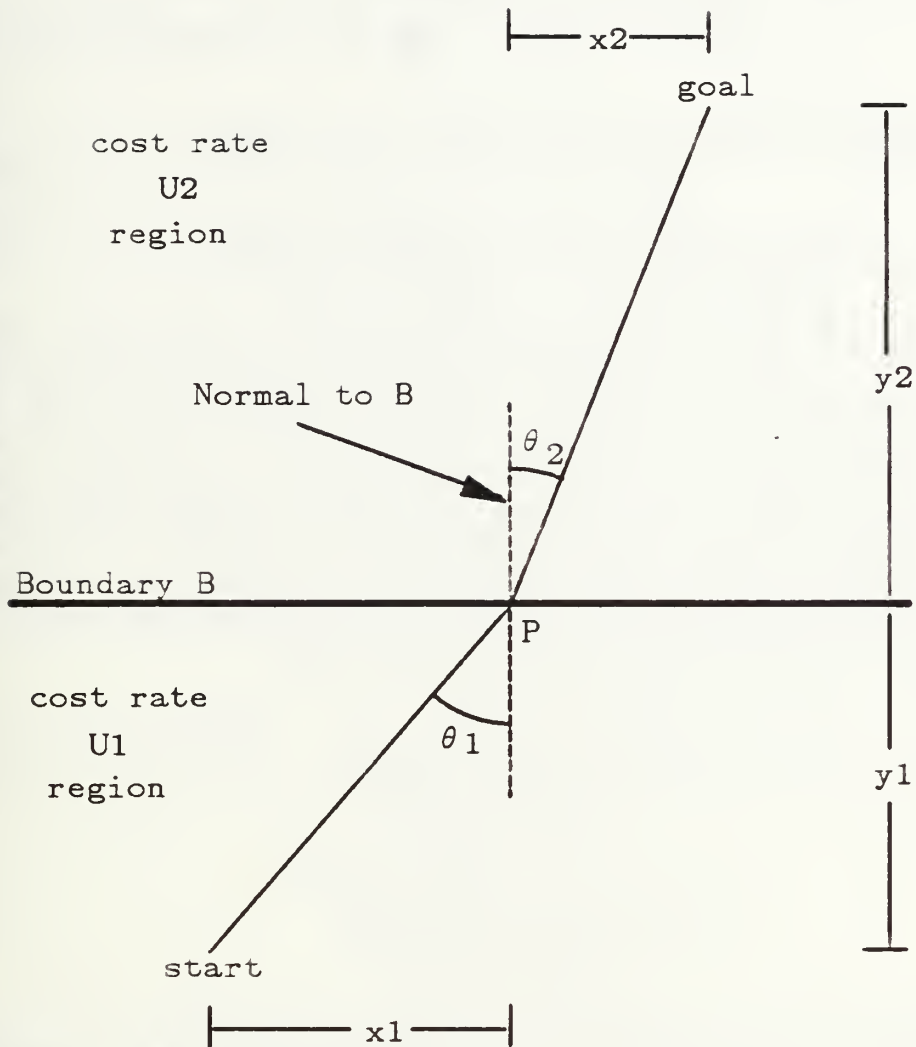 x2
goal
cost rate
U2
region
y2
Normal to B
θ2
Boundary B
P
cost rate
U1
region
θ1
y1
start
x1